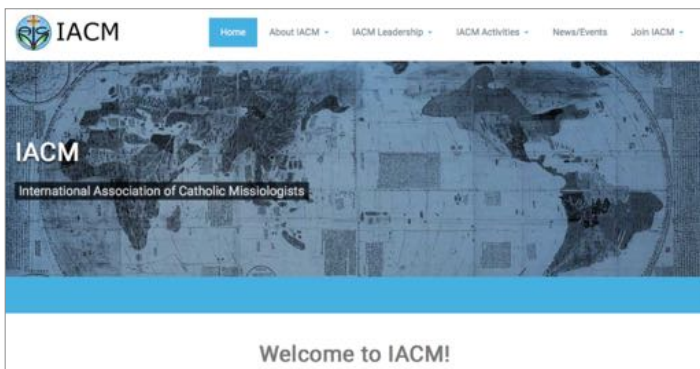 IACM
Home About IACM IACM Leadership IACM Activities News/Events Join IACM
IACM
International Association of Catholic Missiologists
Welcome to IACM!